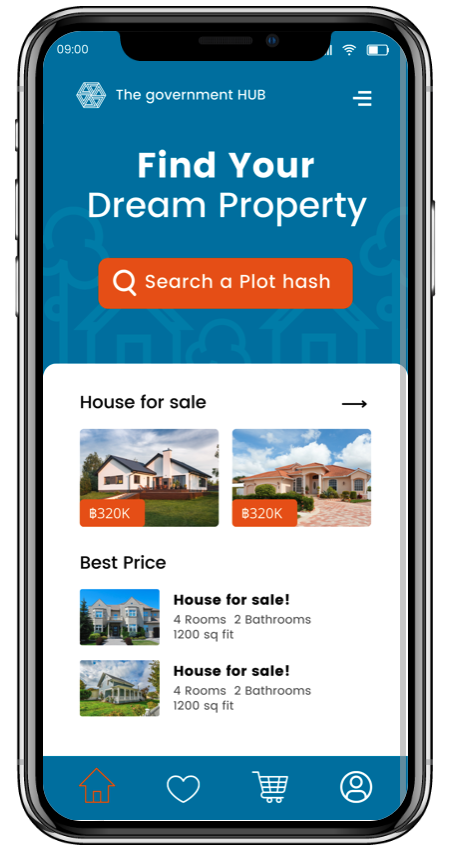 09:00
The government HUB
Find Your
Dream Property
Search a Plot hash
House for sale
฿320K
฿320K
Best Price
House for sale!
4 Rooms 2 Bathrooms
1200 sq fit
House for sale!
4 Rooms 2 Bathrooms
1200 sq fit